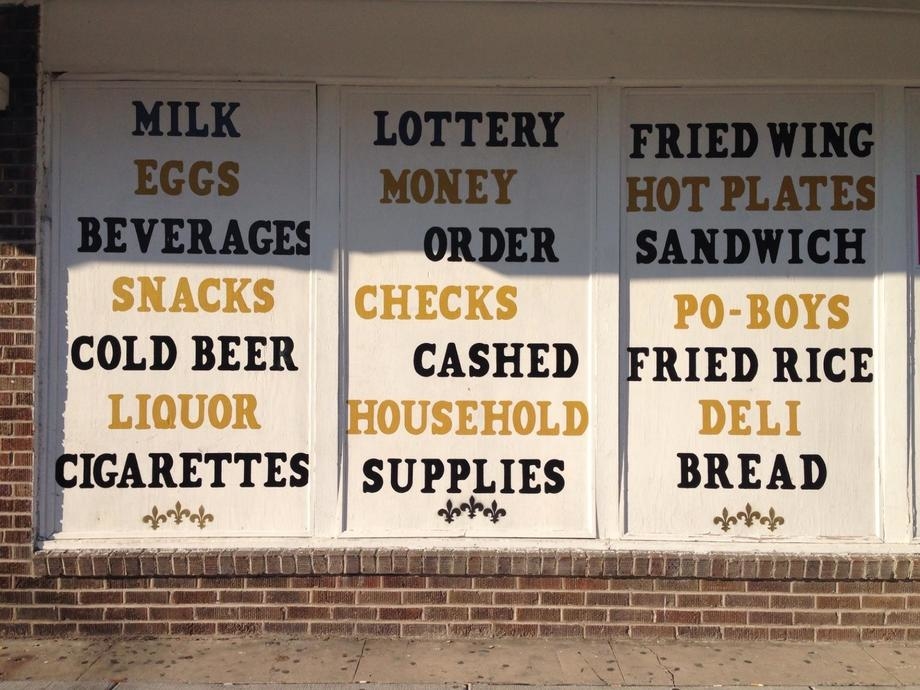 MILK
EGGS
BEVERAGES
SNACKS
COLD BEER
LIQUOR
CIGARETTES
LOTTERY
MONEY
ORDER
CHECKS
CASHED
HOUSEHOLD
SUPPLIES
FRIED WING
HOT PLATES
SANDWICH
PO-BOYS
FRIED RICE
DELI
BREAD